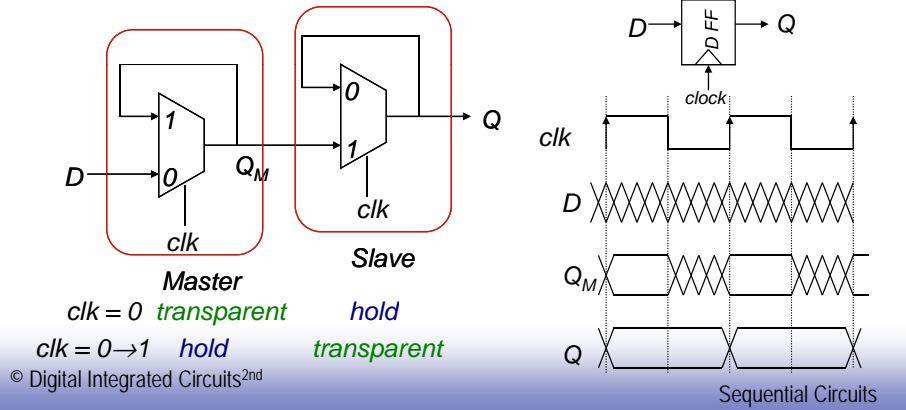 1
0
D
Q_M
clk
Master
0
1
Q
clk
Slave
clk = 0 transparent hold
clk = 0→1 hold transparent
© Digital Integrated Circuits2nd
D
D FF
Q
clock
clk
D
Q_M
Q
Sequential Circuits